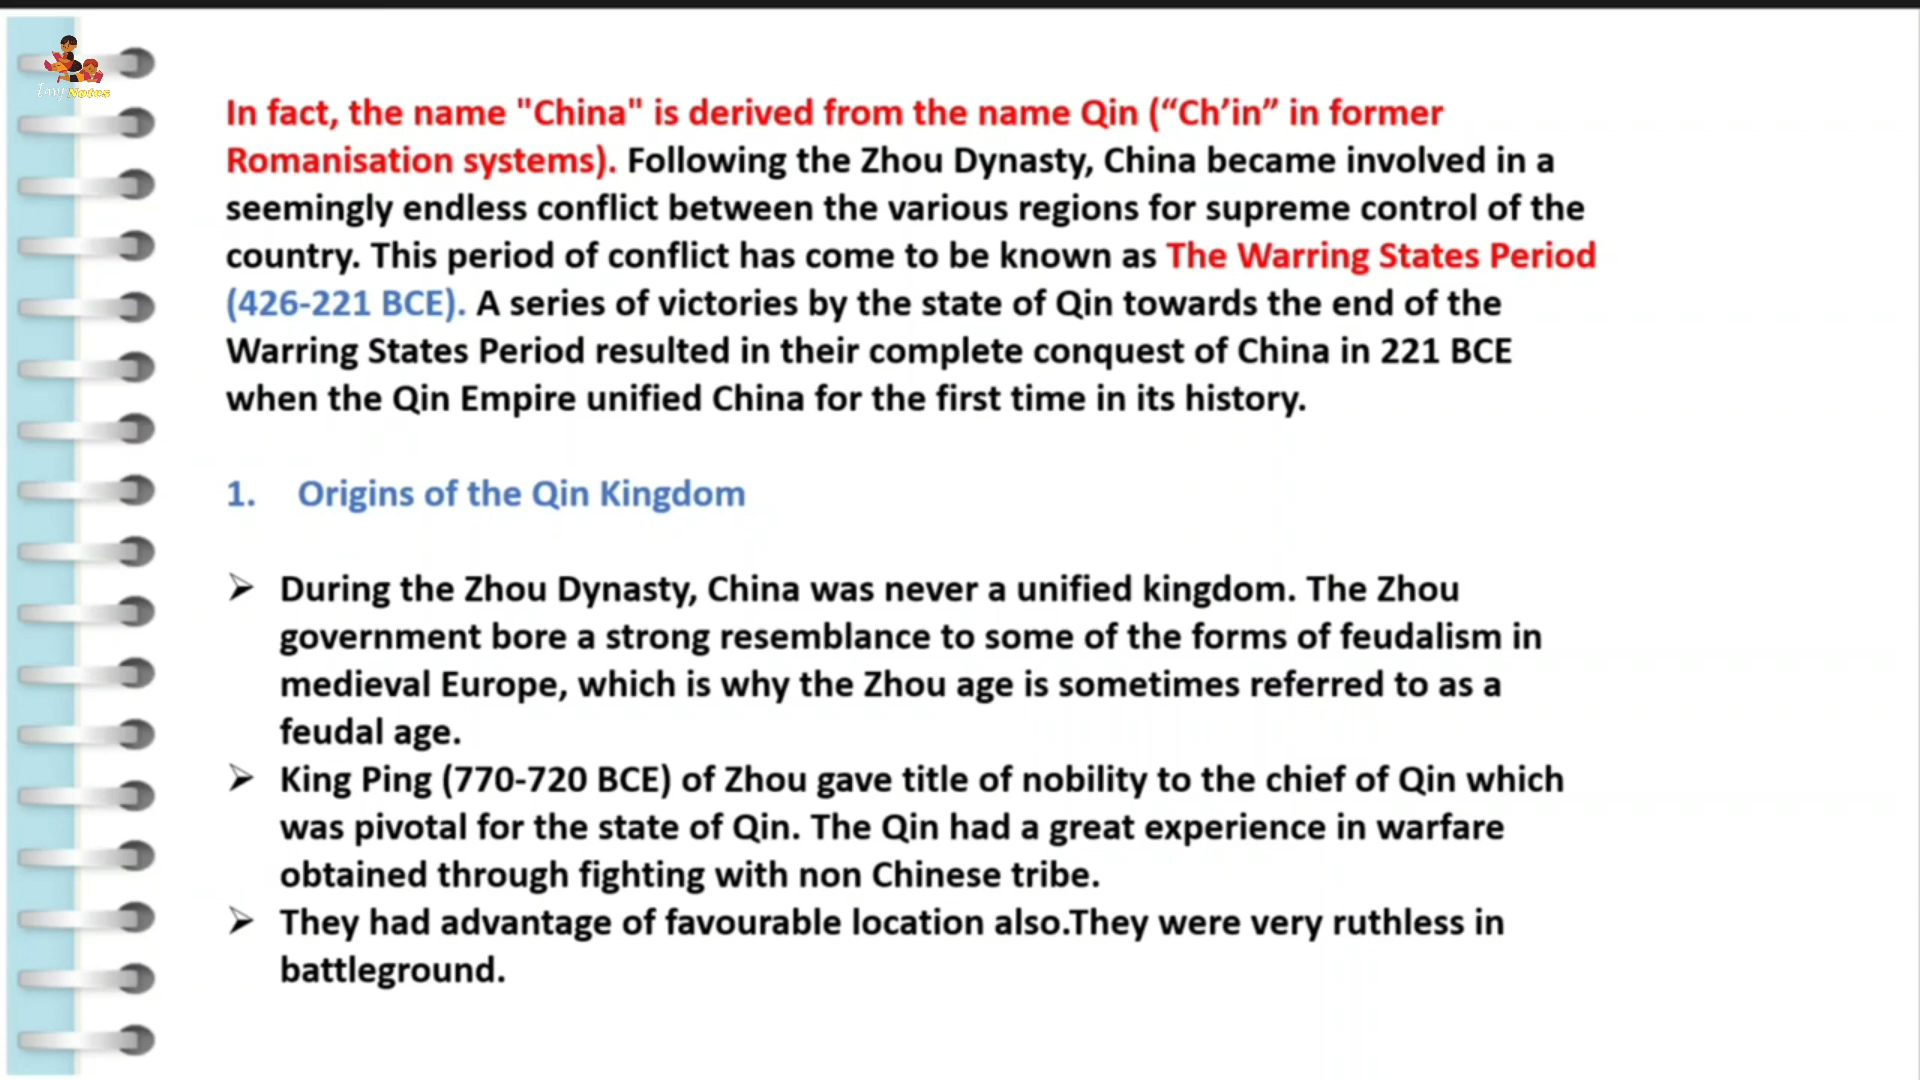 Easy Notes
In fact, the name "China" is derived from the name Qin (“Ch’in” in former
Romanisation systems). Following the Zhou Dynasty, China became involved in a
seemingly endless conflict between the various regions for supreme control of the
country. This period of conflict has come to be known as The Warring States Period
(426-221 BCE). A series of victories by the state of Qin towards the end of the
Warring States Period resulted in their complete conquest of China in 221 BCE
when the Qin Empire unified China for the first time in its history.
1. Origins of the Qin Kingdom
➢ During the Zhou Dynasty, China was never a unified kingdom. The Zhou
government bore a strong resemblance to some of the forms of feudalism in
medieval Europe, which is why the Zhou age is sometimes referred to as a
feudal age.
➢ King Ping (770-720 BCE) of Zhou gave title of nobility to the chief of Qin which
was pivotal for the state of Qin. The Qin had a great experience in warfare
obtained through fighting with non Chinese tribe.
➢ They had advantage of favourable location also.They were very ruthless in
battleground.